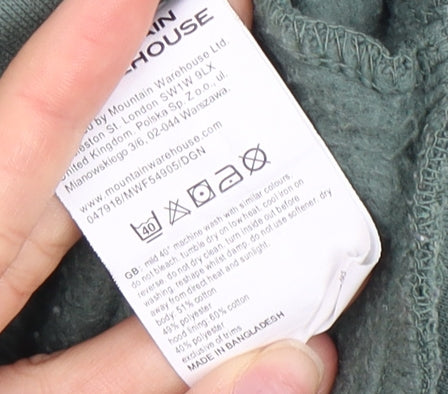 AIN
EHOUSE
by Mountain Warehouse Ltd.
eston St. London SW1W 9LX
United Kingdom, Polska Sp. Z o.o., ul.
Mianowskiego 3/6, 02-044 Warszawa.
www.mountainwarehouse.com
047918/MWF54905/DGN
40
GB - mild 40° machine wash with similar colours,
do not bleach, tumble dry on low heat, cool iron on
reverse, do not dry clean, turn inside out before
washing, reshape whilst damp, do not use softener, dry
away from direct heat and sunlight.
body: 51% cotton
49% polyester
hood lining: 60% cotton
40% polyester
exclusive of trims
MADE IN BANGLADESH